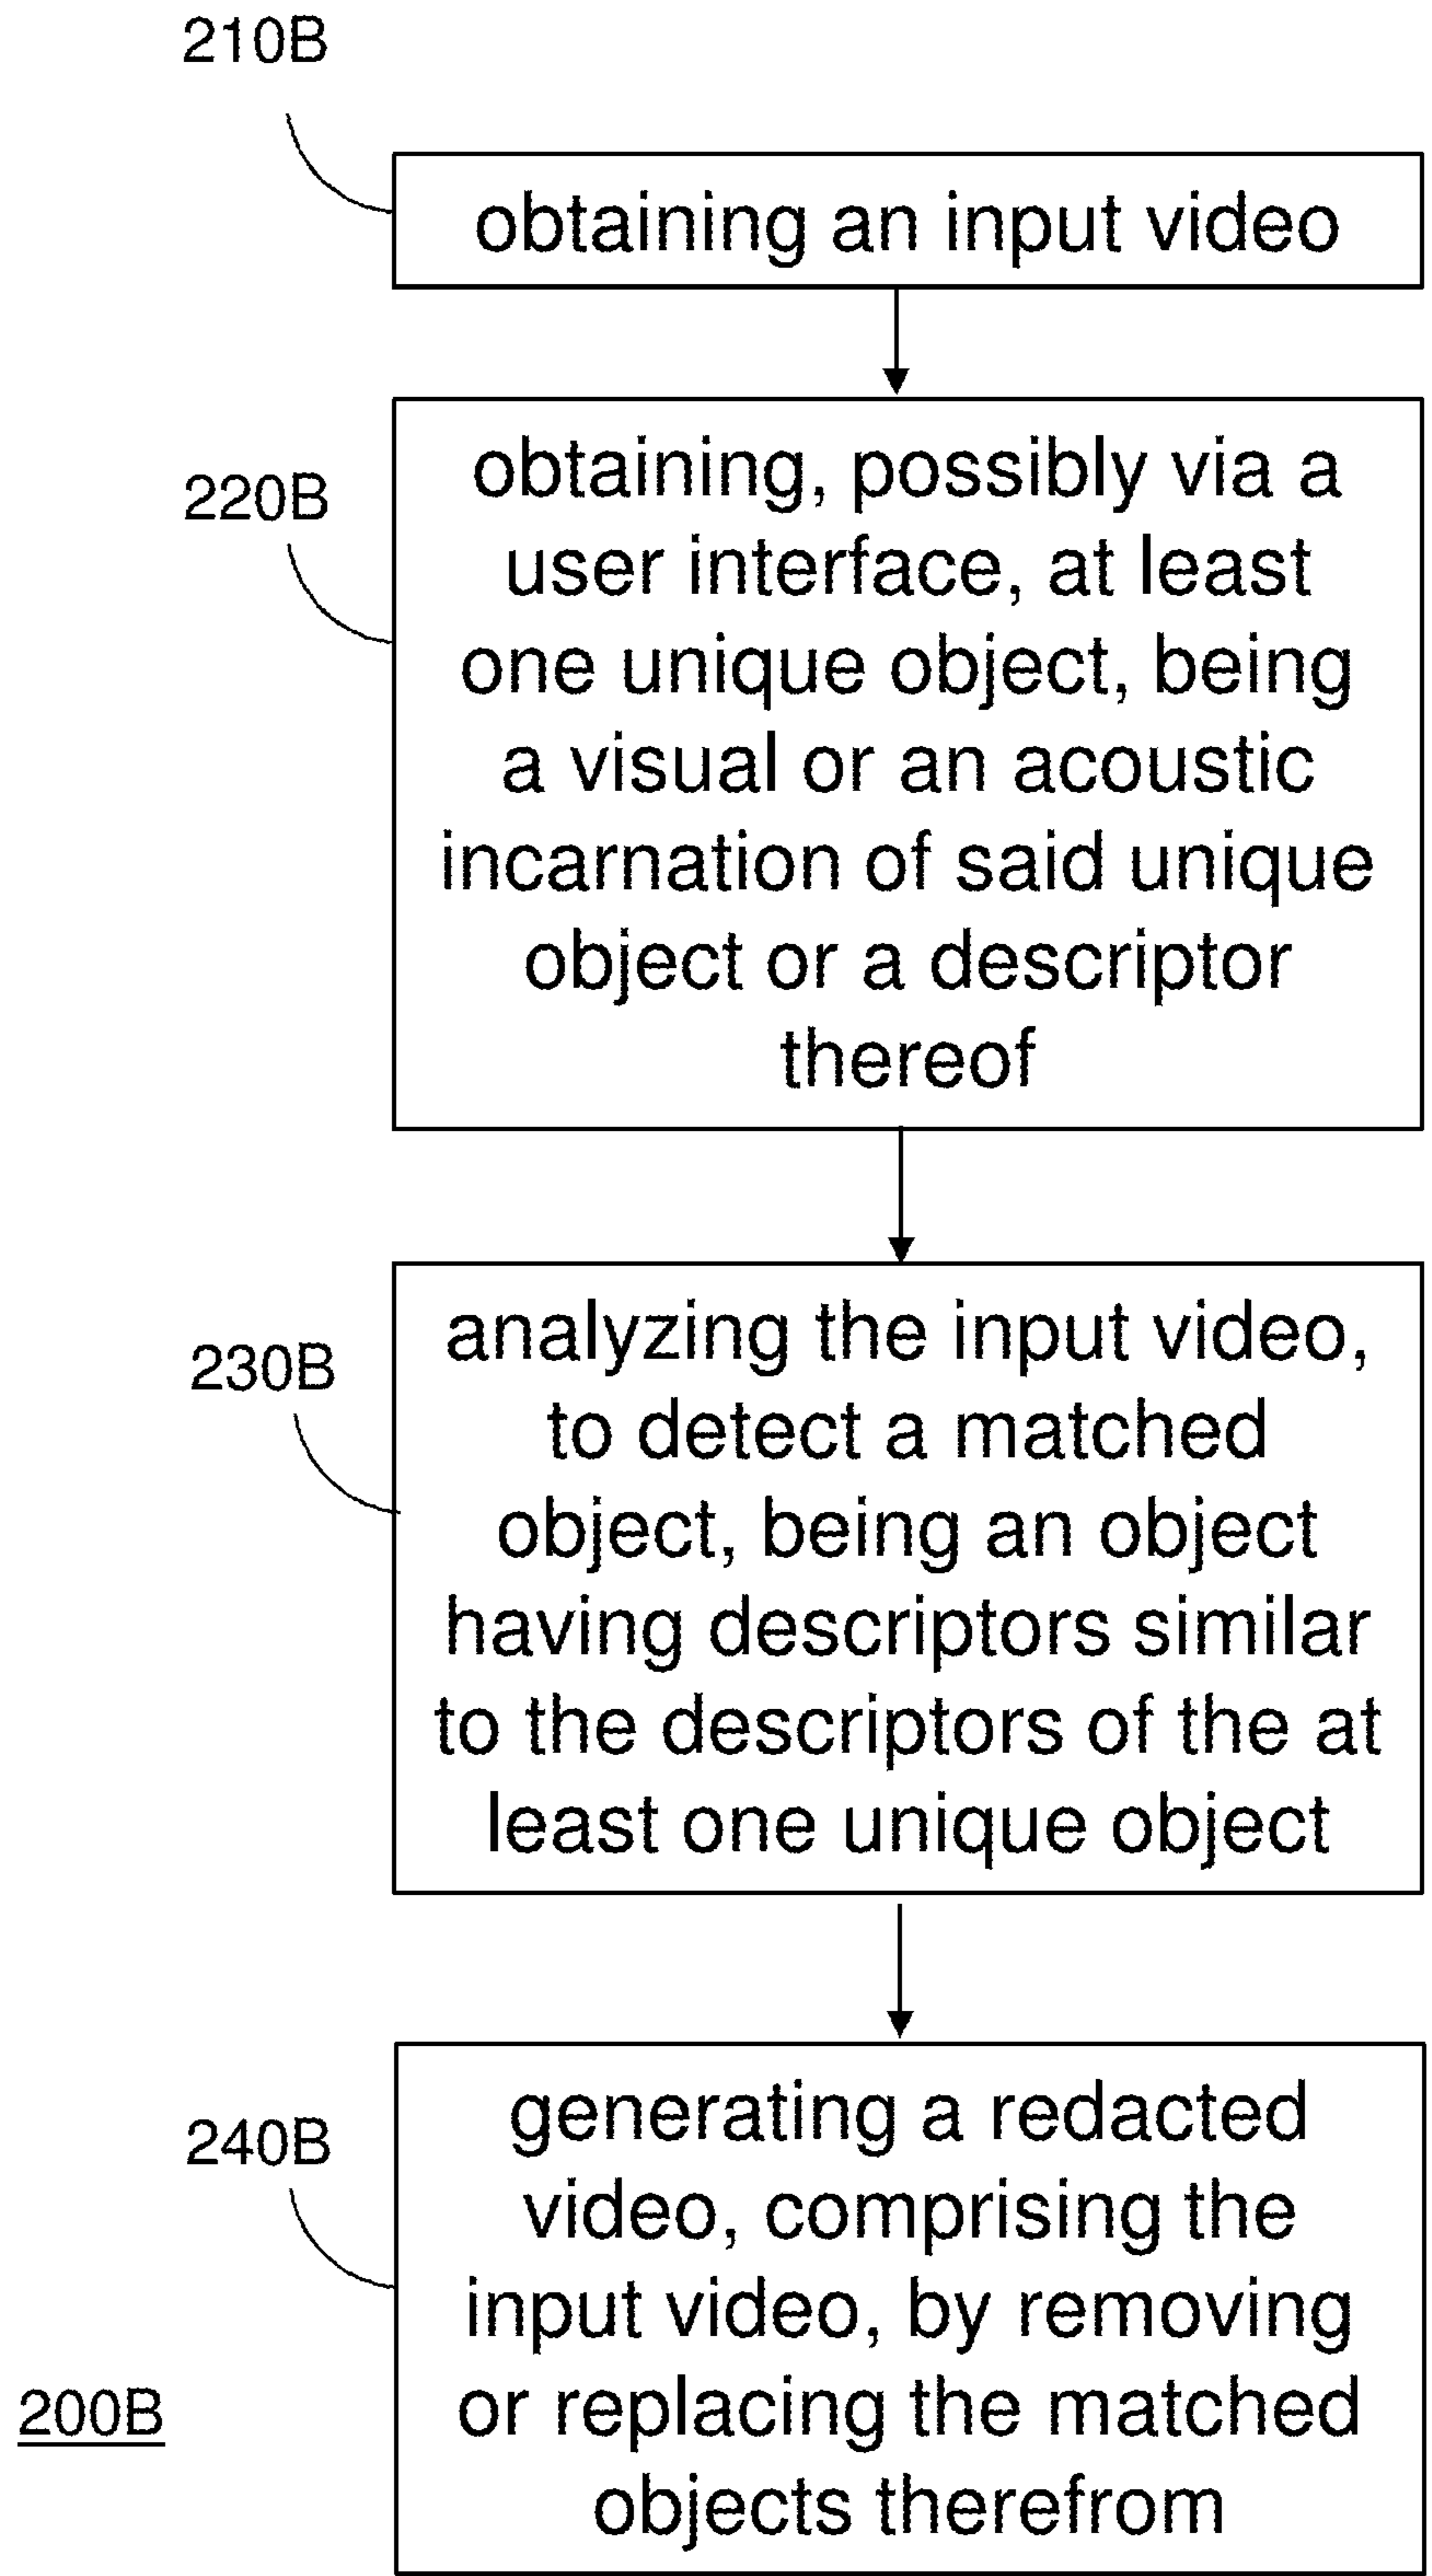 210B
obtaining an input video
220B
obtaining, possibly via a
user interface, at least
one unique object, being
a visual or an acoustic
incarnation of said unique
object or a descriptor
thereof
230B
analyzing the input video,
to detect a matched
object, being an object
having descriptors similar
to the descriptors of the at
least one unique object
240B
generating a redacted
video, comprising the
input video, by removing
or replacing the matched
objects therefrom
200B